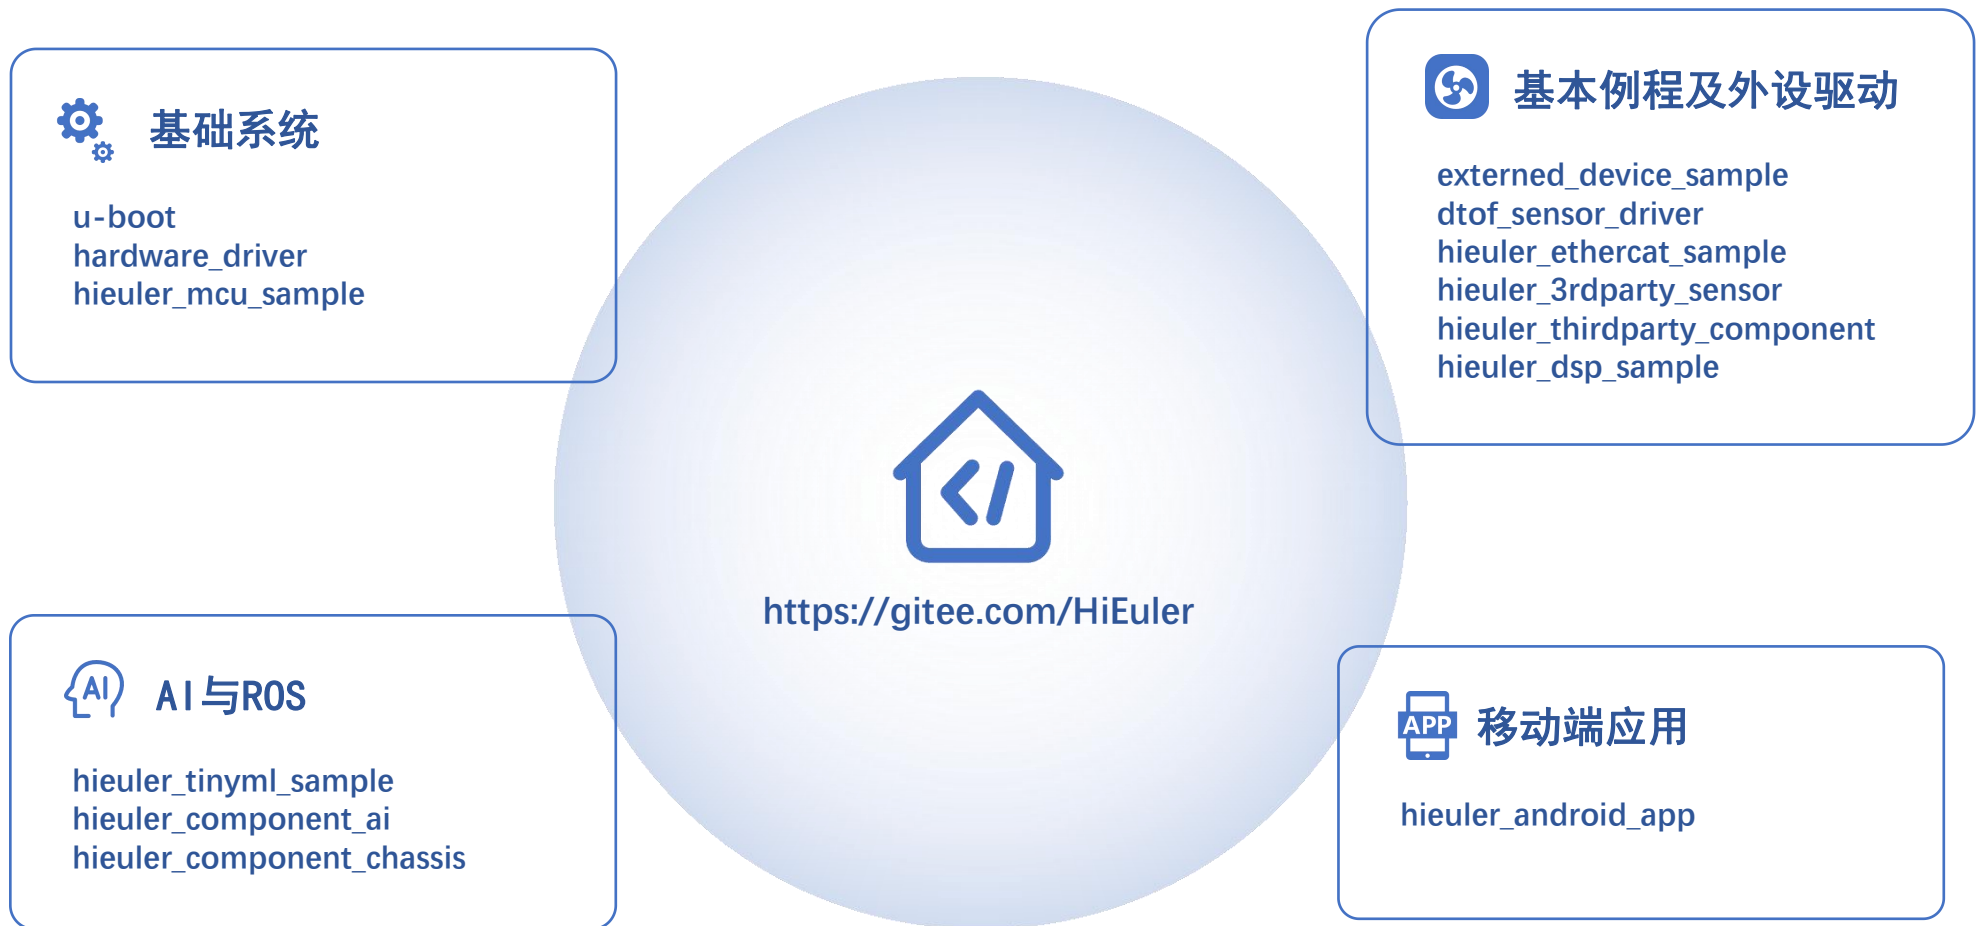 基础系统
u-boot
hardware_driver
hieuler_mcu_sample
基本例程及外设驱动
externed_device_sample
dtof_sensor_driver
hieuler_ethercat_sample
hieuler_3rdparty_sensor
hieuler_thirdparty_component
hieuler_dsp_sample
https://gitee.com/HiEuler
AI
AI与ROS
hieuler_tinyml_sample
hieuler_component_ai
hieuler_component_chassis
APP
移动端应用
hieuler_android_app